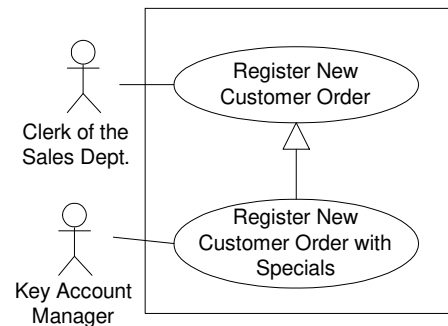 Register New
Customer Order
Clerk of the
Sales Dept.
Register New
Customer Order with
Specials
Key Account
Manager